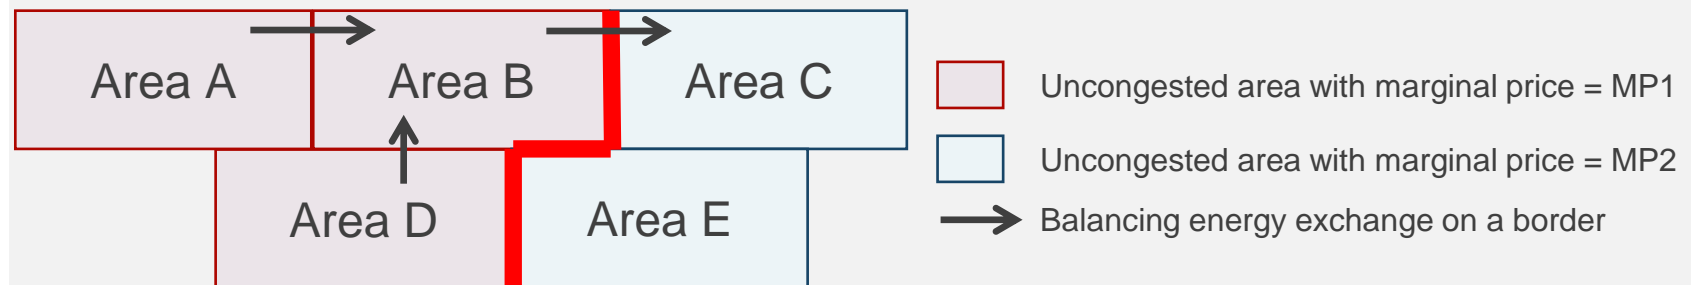 Area A
Area B
Area C
Area D
Area E
Uncongested area with marginal price = MP1
Uncongested area with marginal price = MP2
Balancing energy exchange on a border